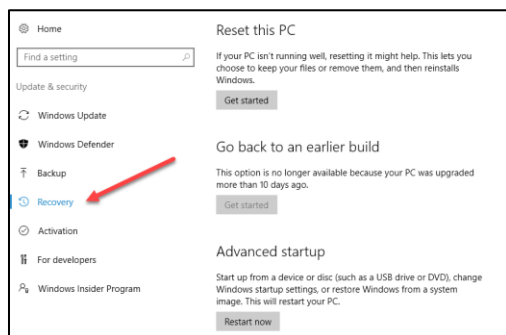 Home
Find a setting
Update & security
Windows Update
Windows Defender
Backup
Recovery
Activation
For developers
Windows Insider Program
Reset this PC
If your PC isn't running well, resetting it might help. This lets you
choose to keep your files or remove them, and then reinstalls
Windows.
Get started
Go back to an earlier build
This option is no longer available because your PC was upgraded
more than 10 days ago.
Get started
Advanced startup
Start up from a device or disc (such as a USB drive or DVD), change
Windows startup settings, or restore Windows from a system
image. This will restart your PC.
Restart now